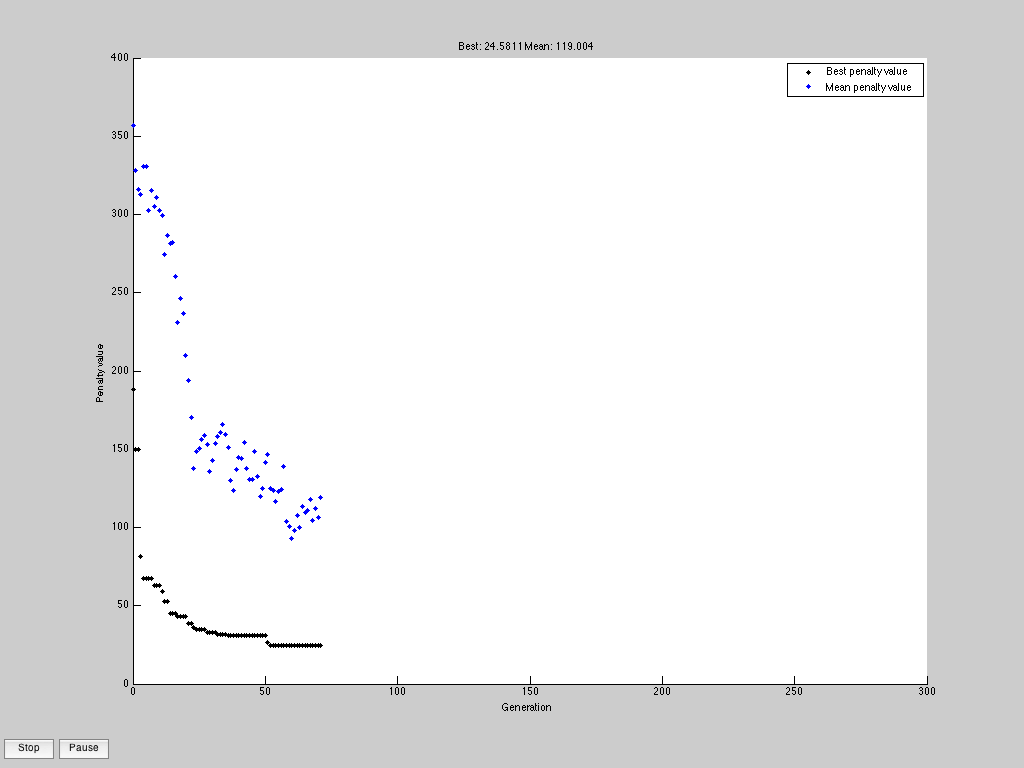 Best: 24.5811 Mean: 119.004
400
Best penalty value
Mean penalty value
350
300
250
200
Penalty value
150
100
50
0
0 50 100 150 200 250 300
Generation
Stop Pause